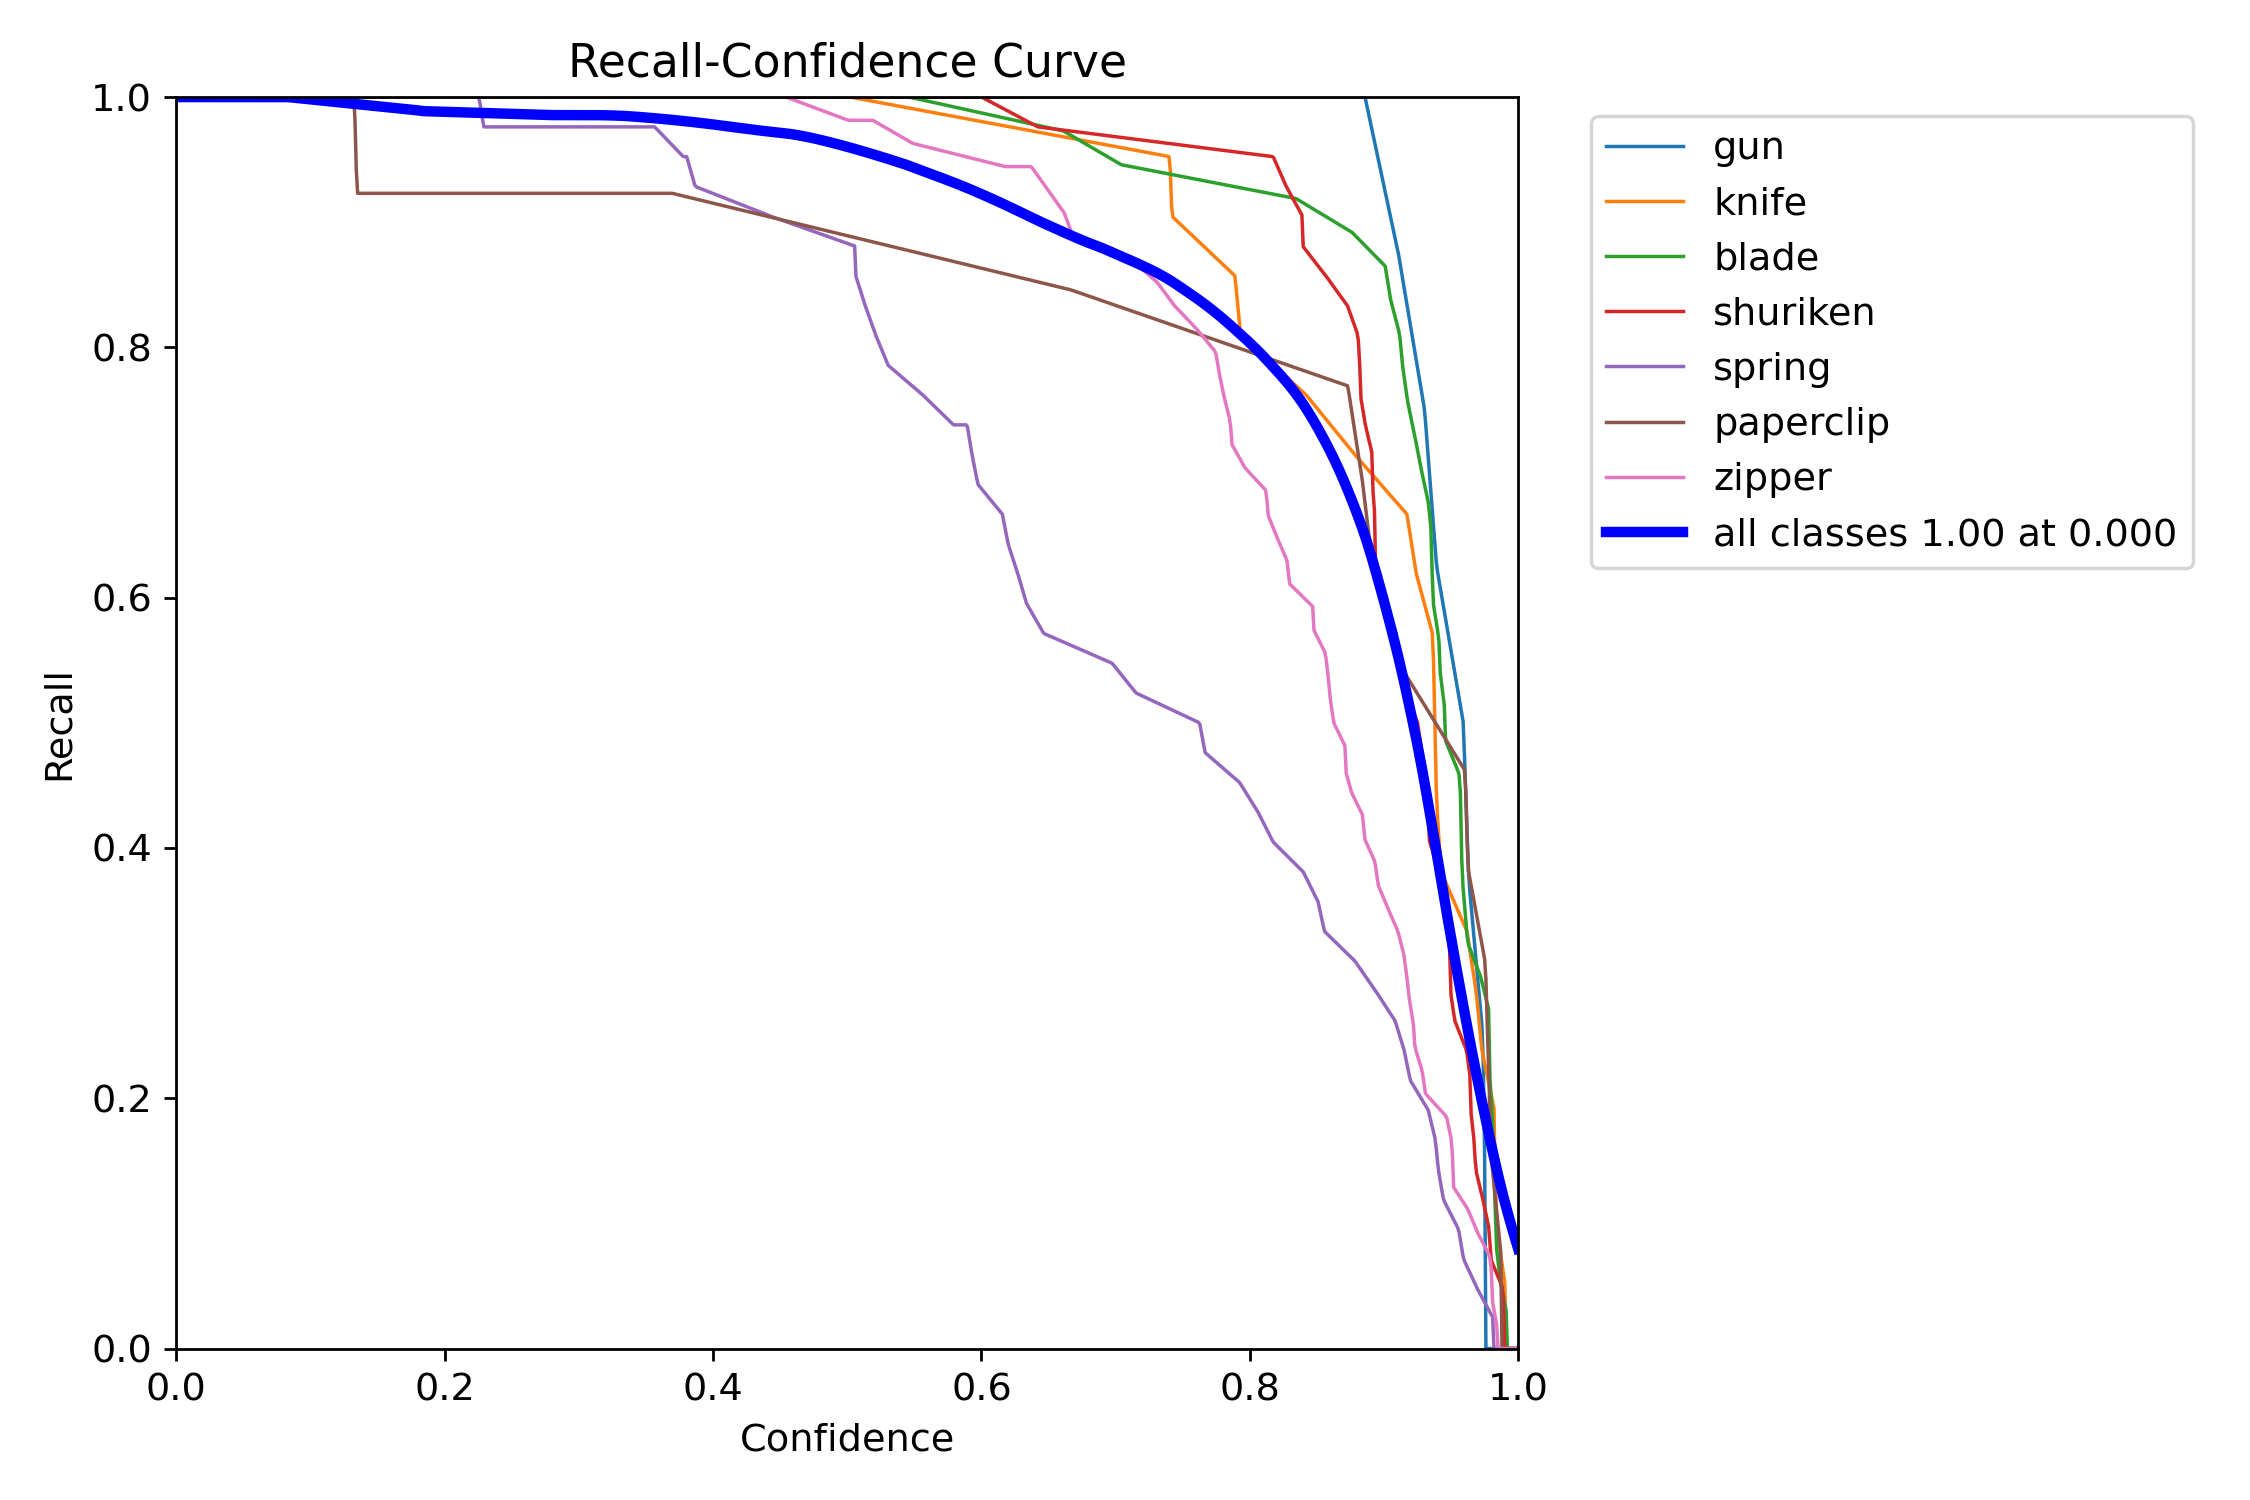 Recall-Confidence Curve
1.0
0.8
0.6
0.4
0.2
0.0
Recall
0.0 0.2 0.4 0.6 0.8 1.0
Confidence
gun
knife
blade
shuriken
spring
paperclip
zipper
all classes 1.00 at 0.000